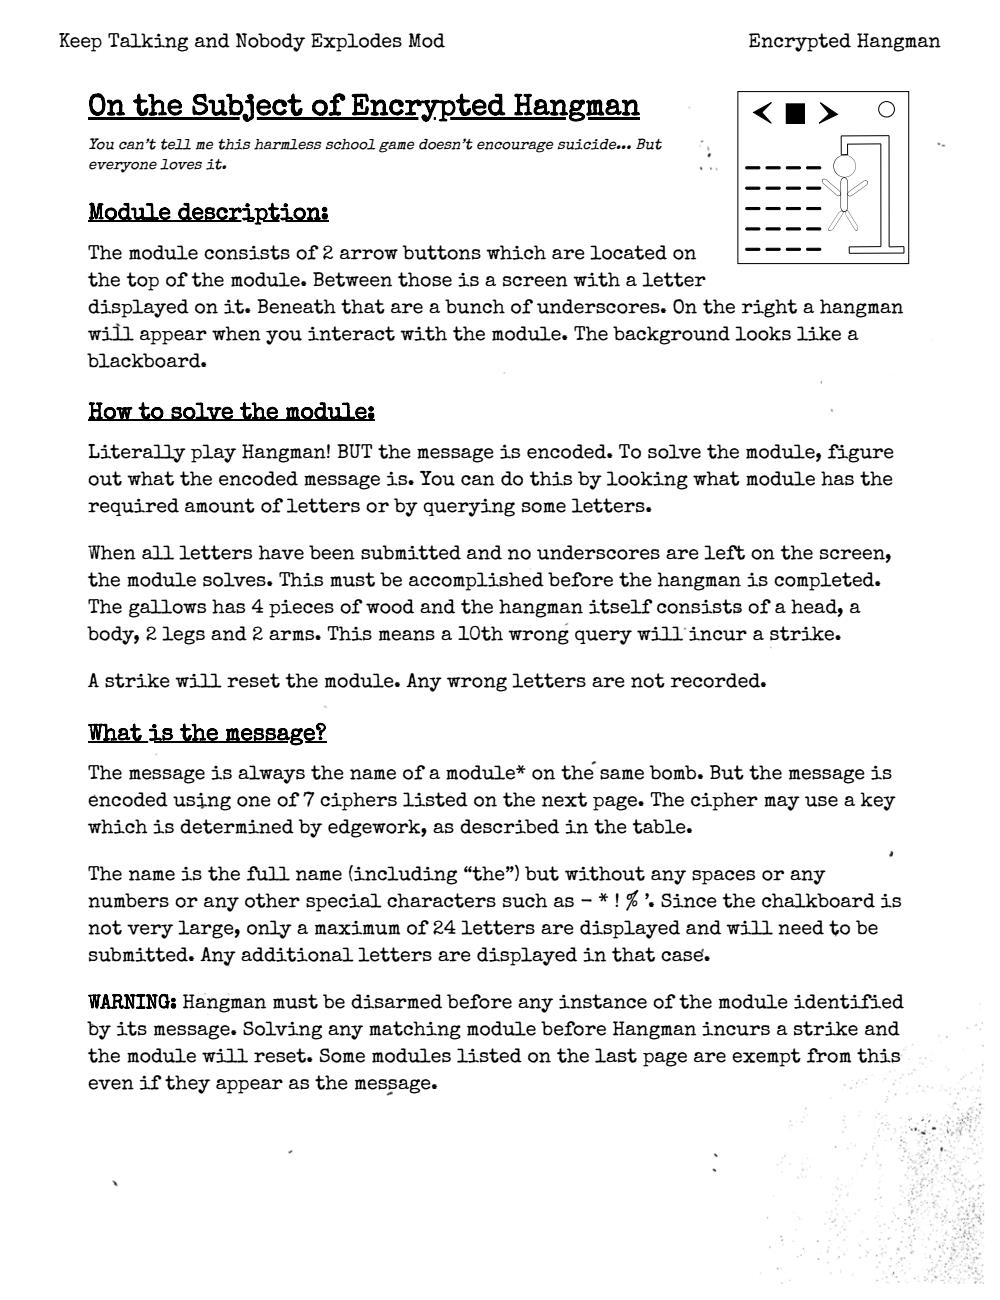 Keep Talking and Nobody Explodes Mod
Encrypted Hangman
On the Subject of Encrypted Hangman
You can't tell me this harmless school game doesn't encourage suicide... But
everyone loves it.
Module description:
The module consists of 2 arrow buttons which are located on
the top of the module. Between those is a screen with a letter
displayed on it. Beneath that are a bunch of underscores. On the right a hangman
will appear when you interact with the module. The background looks like a
blackboard.
How to solve the module:
Literally play Hangman! BUT the message is encoded. To solve the module, figure
out what the encoded message is. You can do this by looking what module has the
required amount of letters or by querying some letters.
When all letters have been submitted and no underscores are left on the screen,
the module solves. This must be accomplished before the hangman is completed.
The gallows has 4 pieces of wood and the hangman itself consists of a head, a
body, 2 legs and 2 arms. This means a 10th wrong query will incur a strike.
A strike will reset the module. Any wrong letters are not recorded.
What is the message?
The message is always the name of a module* on the same bomb. But the message is
encoded using one of 7 ciphers listed on the next page. The cipher may use a key
which is determined by edgework, as described in the table.
The name is the full name (including “the”) but without any spaces or any
numbers or any other special characters such as - * ! % '. Since the chalkboard is
not very large, only a maximum of 24 letters are displayed and will need to be
submitted. Any additional letters are displayed in that case.
WARNING: Hangman must be disarmed before any instance of the module identified
by its message. Solving any matching module before Hangman incurs a strike and
the module will reset. Some modules listed on the last page are exempt from this
even if they appear as the message.